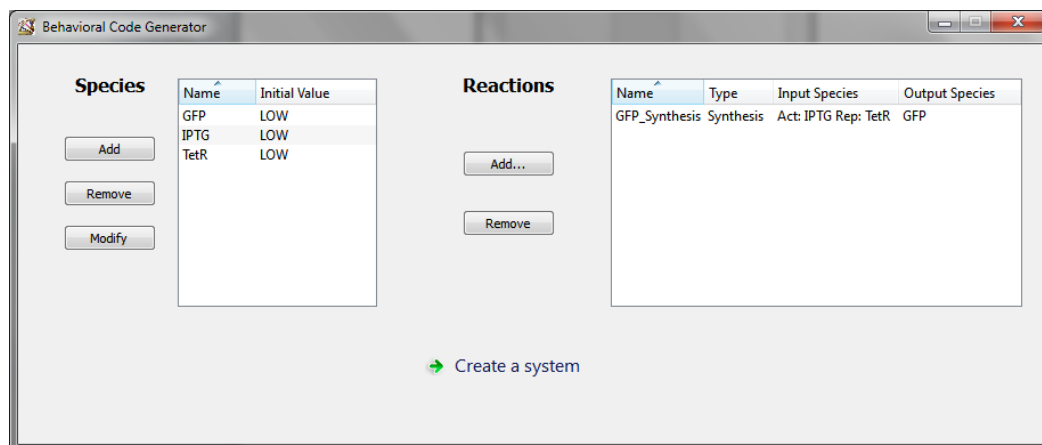 Behavioral Code Generator
Species
Name Initial Value
GFP LOW
IPTG LOW
TetR LOW
Add
Remove
Modify
Reactions
Name Type Input Species Output Species
GFP_Synthesis Synthesis Act: IPTG Rep: TetR GFP
Add...
Remove
Create a system